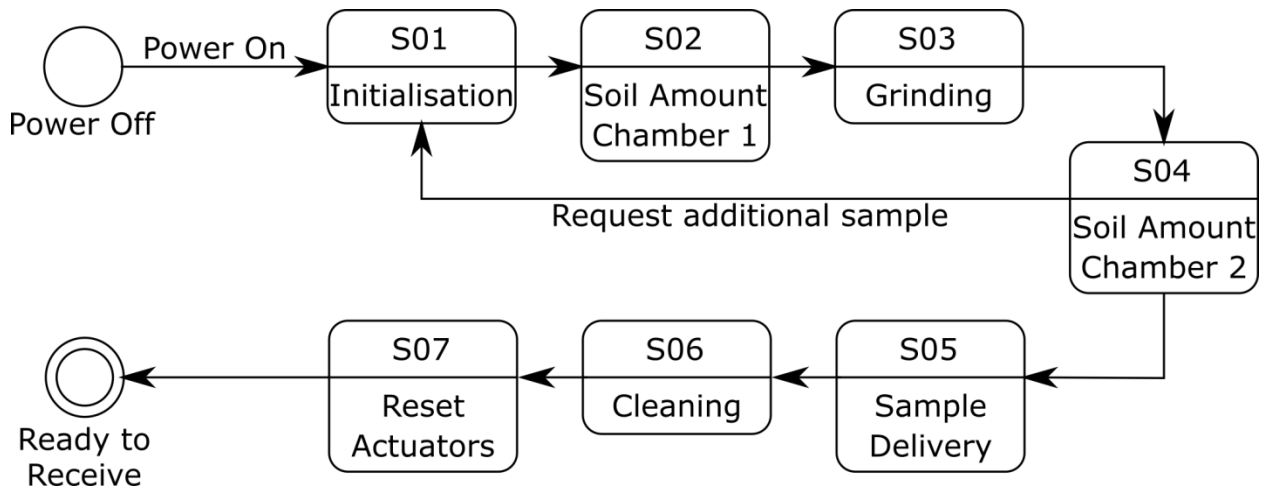 Power Off
Power On
S01
Initialisation
S02
Soil Amount
Chamber 1
S03
Grinding
S04
Soil Amount
Chamber 2
Request additional sample
S05
Sample
Delivery
S06
Cleaning
S07
Reset
Actuators
Ready to
Receive